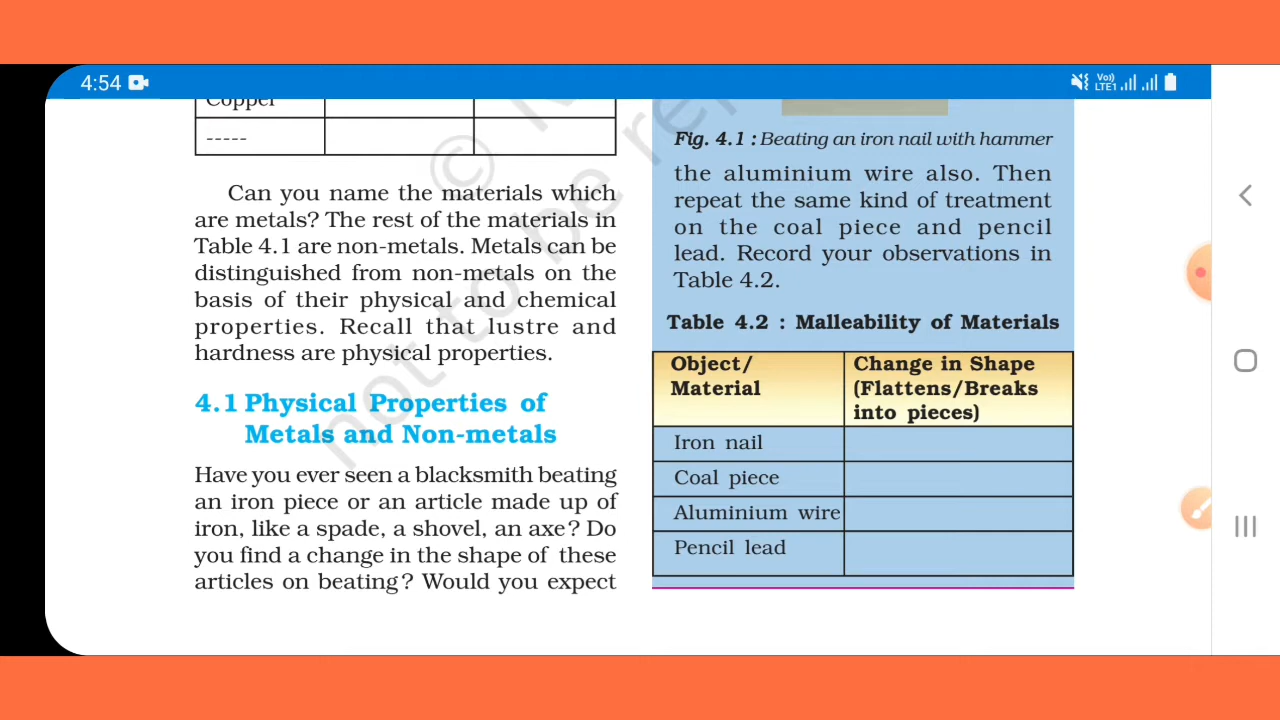 4:54
Vo))
LTE1
Copper
-----
Can you name the materials which
are metals? The rest of the materials in
Table 4.1 are non-metals. Metals can be
distinguished from non-metals on the
basis of their physical and chemical
properties. Recall that lustre and
hardness are physical properties.
4.1 Physical Properties of
Metals and Non-metals
Have you ever seen a blacksmith beating
an iron piece or an article made up of
iron, like a spade, a shovel, an axe? Do
you find a change in the shape of these
articles on beating? Would you expect
Fig. 4.1 : Beating an iron nail with hammer
the aluminium wire also. Then
repeat the same kind of treatment
on the coal piece and pencil
lead. Record your observations in
Table 4.2.
Table 4.2 : Malleability of Materials
Object/ Change in Shape
Material (Flattens/Breaks
into pieces)
Iron nail
Coal piece
Aluminium wire
Pencil lead
©
not to be re